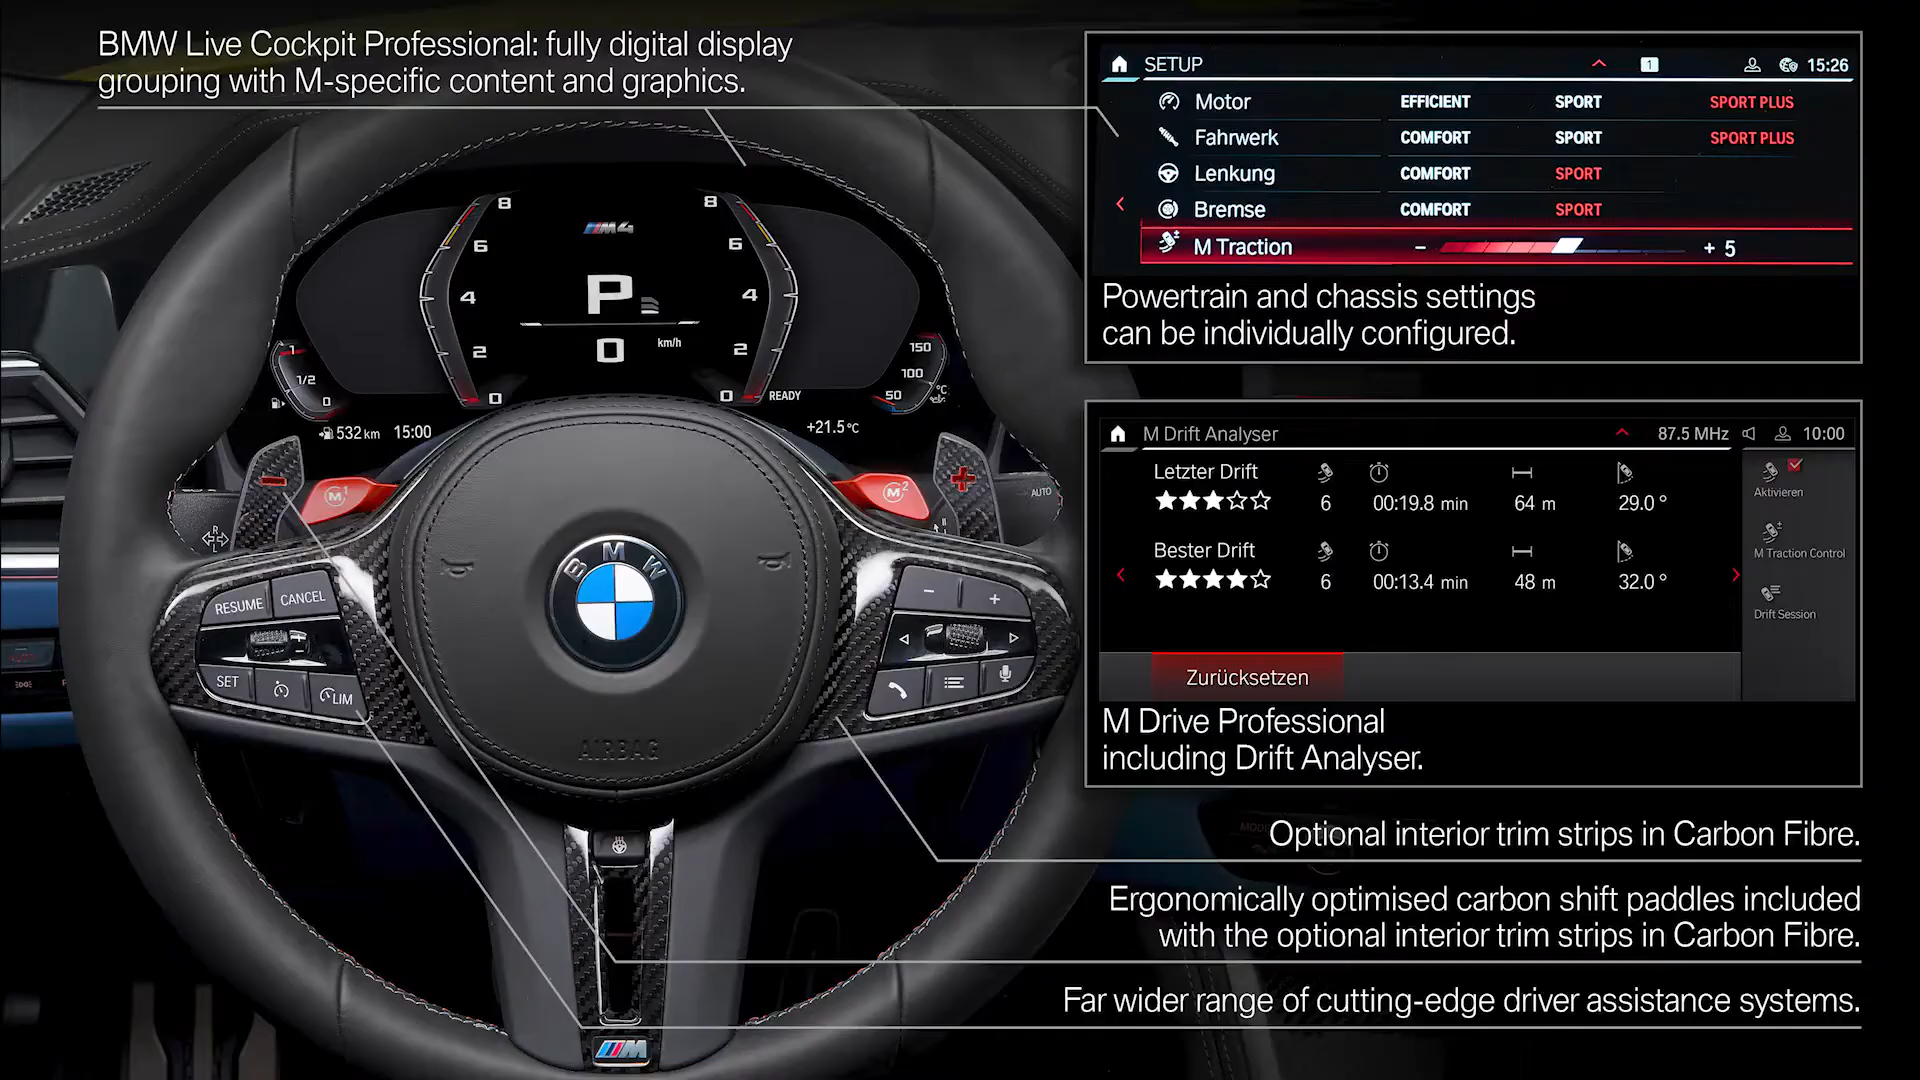 BMW Live Cockpit Professional: fully digital display
grouping with M-specific content and graphics.
SETUP
1
15:26
Motor EFFICIENT SPORT SPORT PLUS
Fahrwerk COMFORT SPORT SPORT PLUS
Lenkung COMFORT SPORT
Bremse COMFORT SPORT
M Traction − + 5
Powertrain and chassis settings
can be individually configured.
M Drift Analyser
87.5 MHz 10:00
Letzter Drift
6 00:19.8 min 64 m 29.0 °
Bester Drift
6 00:13.4 min 48 m 32.0 °
Zurücksetzen
Aktivieren
M Traction Control
Drift Session
M Drive Professional
including Drift Analyser.
Optional interior trim strips in Carbon Fibre.
Ergonomically optimised carbon shift paddles included
with the optional interior trim strips in Carbon Fibre.
Far wider range of cutting-edge driver assistance systems.
8 8
M4
6 6
P
4 4
0 km/h
2 2
0 0
READY
1
1/2
0
150
100
50
°C
532 km 15:00
+21.5°C
− M1 M2 +
AUTO
R
L
BMW
RESUME CANCEL
+
−
SET LIM
− +
AIRBAG
M